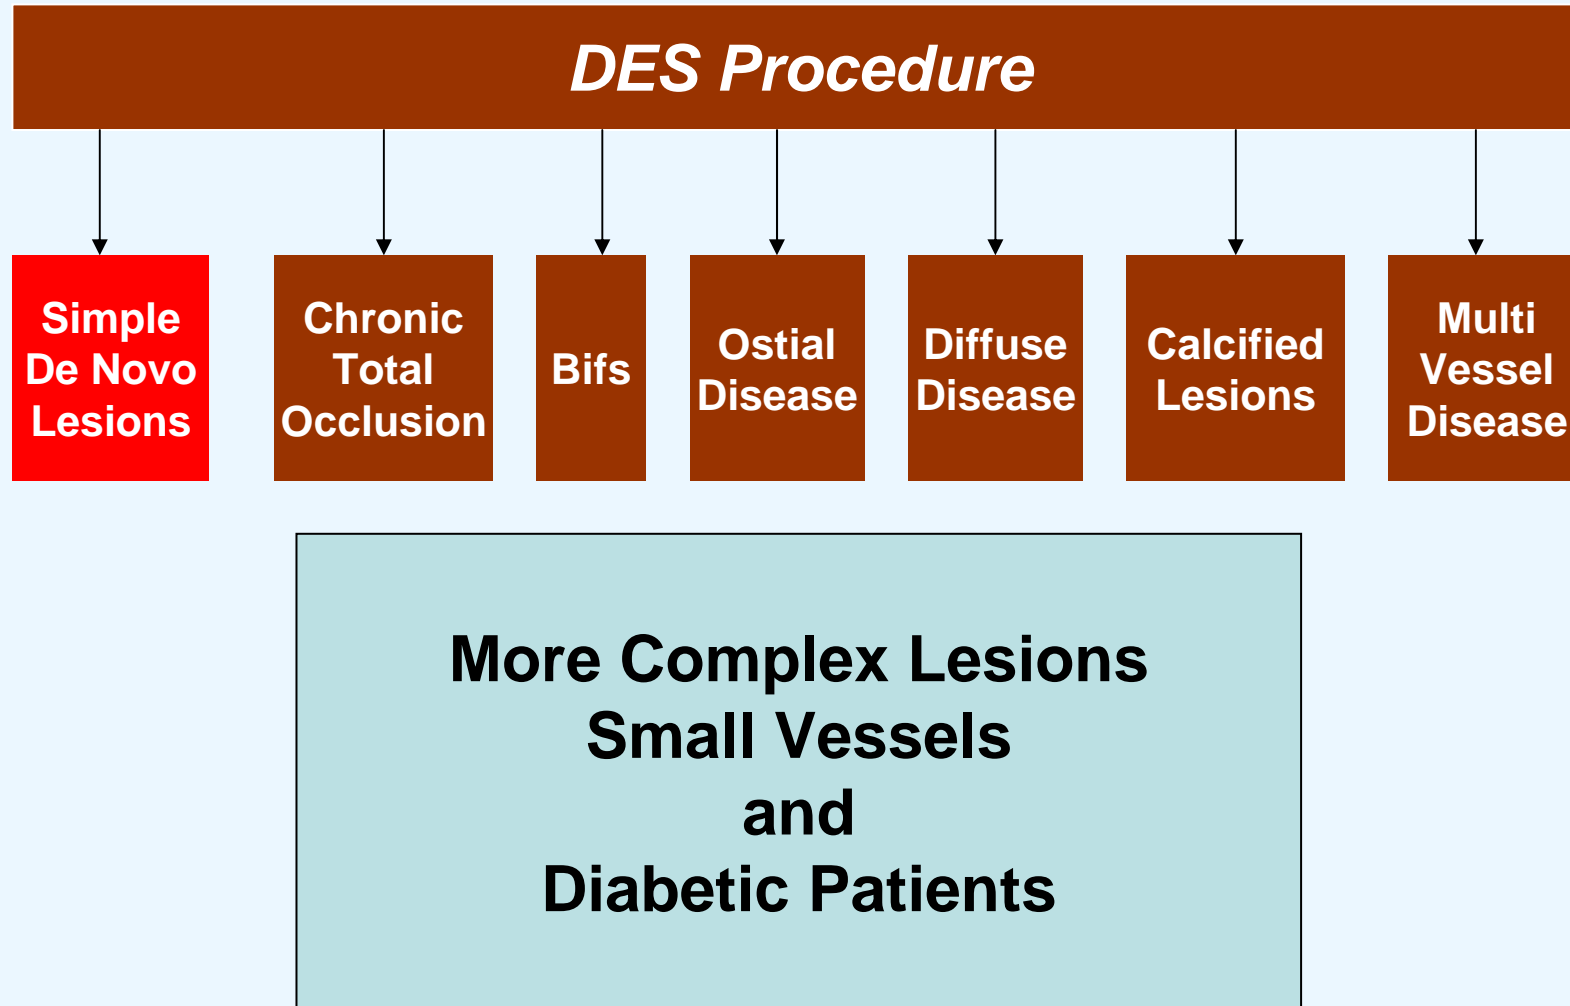 DES Procedure
Simple
De Novo
Lesions
Chronic
Total
Occlusion
Bifs
Ostial
Disease
Diffuse
Disease
Calcified
Lesions
Multi
Vessel
Disease
More Complex Lesions
Small Vessels
and
Diabetic Patients